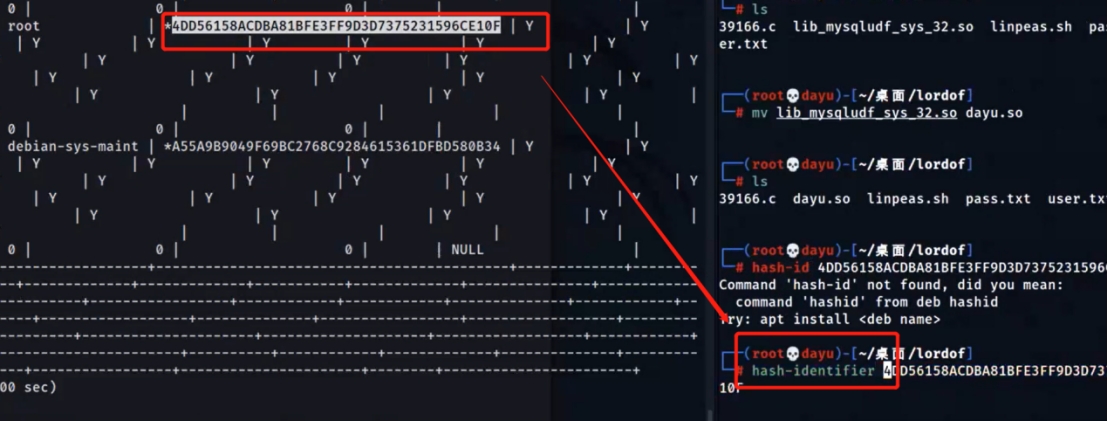 0 | 0 |
root | *4DD56158ACDBA81BFE3FF9D3D7375231596CE10F | Y
| Y | Y | Y | Y
| Y | Y | Y | Y
| Y | Y | Y
| Y | Y | Y
| | |
0 | 0 |
debian-sys-maint | *A55A9B9049F69BC2768C9284615361DFBD580B34 | Y
| Y | Y | Y | Y
| Y | Y | Y | Y
| Y | Y | Y
| Y | Y | Y
| | |
0 | 0 | 0 | | NULL |
00 sec)
# ls
39166.c lib_mysqludf_sys_32.so linpeas.sh pas
er.txt
(root dayu)-[~/桌面/lordof]
# mv lib_mysqludf_sys_32.so dayu.so
(root dayu)-[~/桌面/lordof]
# ls
39166.c dayu.so linpeas.sh pass.txt user.tx
(root dayu)-[~/桌面/lordof]
# hash-id 4DD56158ACDBA81BFE3FF9D3D7375231596
Command 'hash-id' not found, did you mean:
command 'hashid' from deb hashid
Try: apt install <deb name>
(root dayu)-[~/桌面/lordof]
# hash-identifier 4DD56158ACDBA81BFE3FF9D3D73
10F